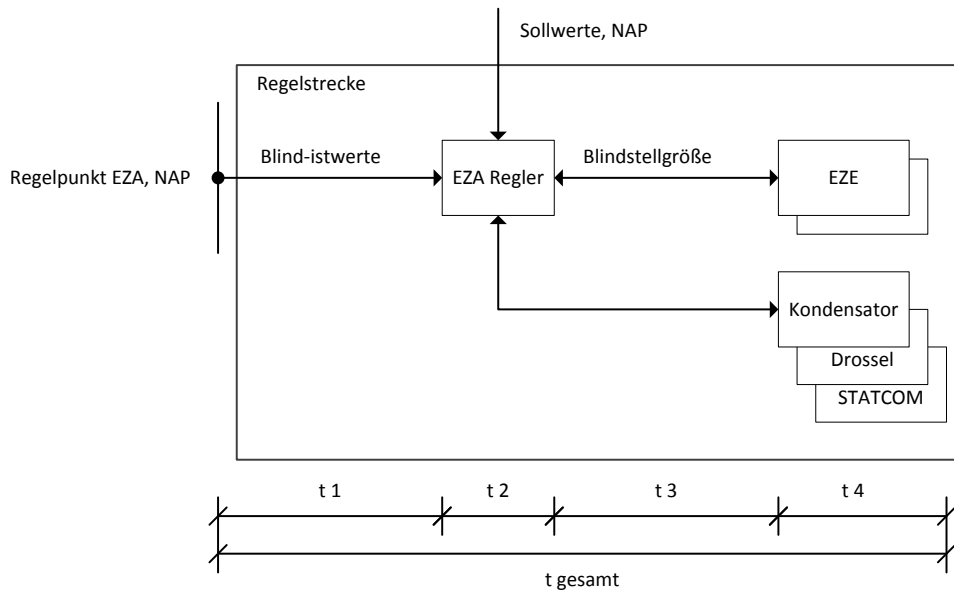 Sollwerte, NAP
Regelstrecke
Blind-istwerte
Blindstellgröße
Regelpunkt EZA, NAP
EZA Regler
EZE
Kondensator
Drossel
STATCOM
t 1
t 2
t 3
t 4
t gesamt